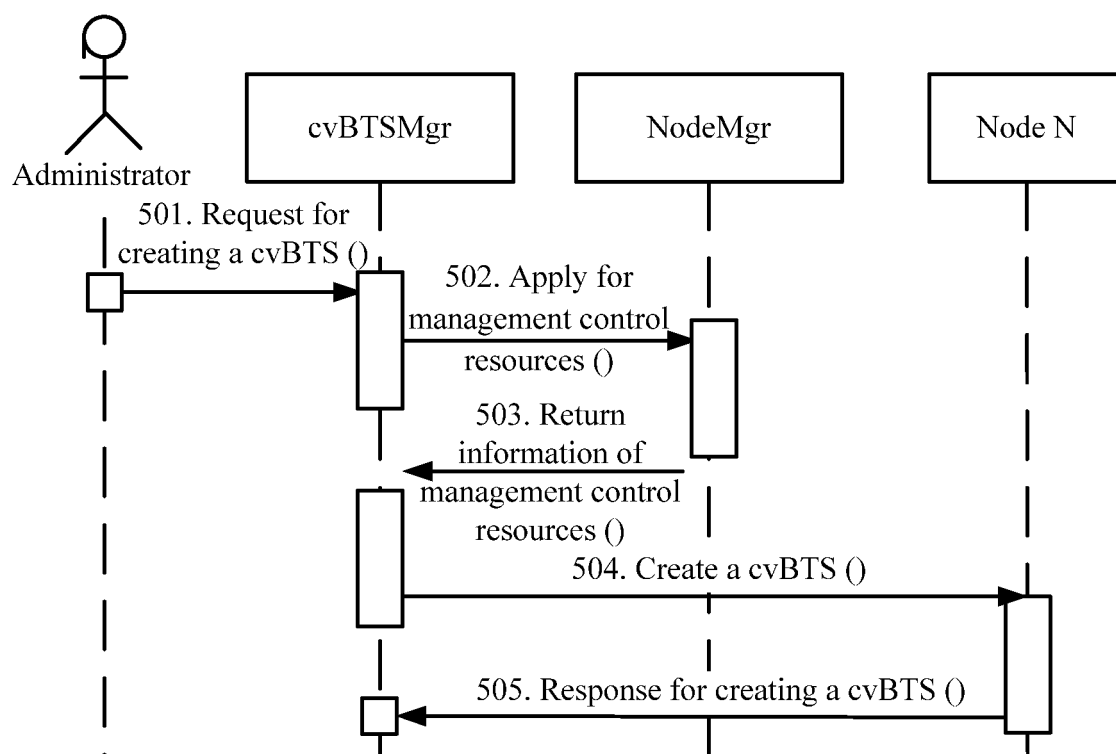 cvBTSMgr
NodeMgr
Node N
Administrator
501. Request for
creating a cvBTS ()
502. Apply for
management control
resources ()
503. Return
information of
management control
resources ()
504. Create a cvBTS ()
505. Response for creating a cvBTS ()